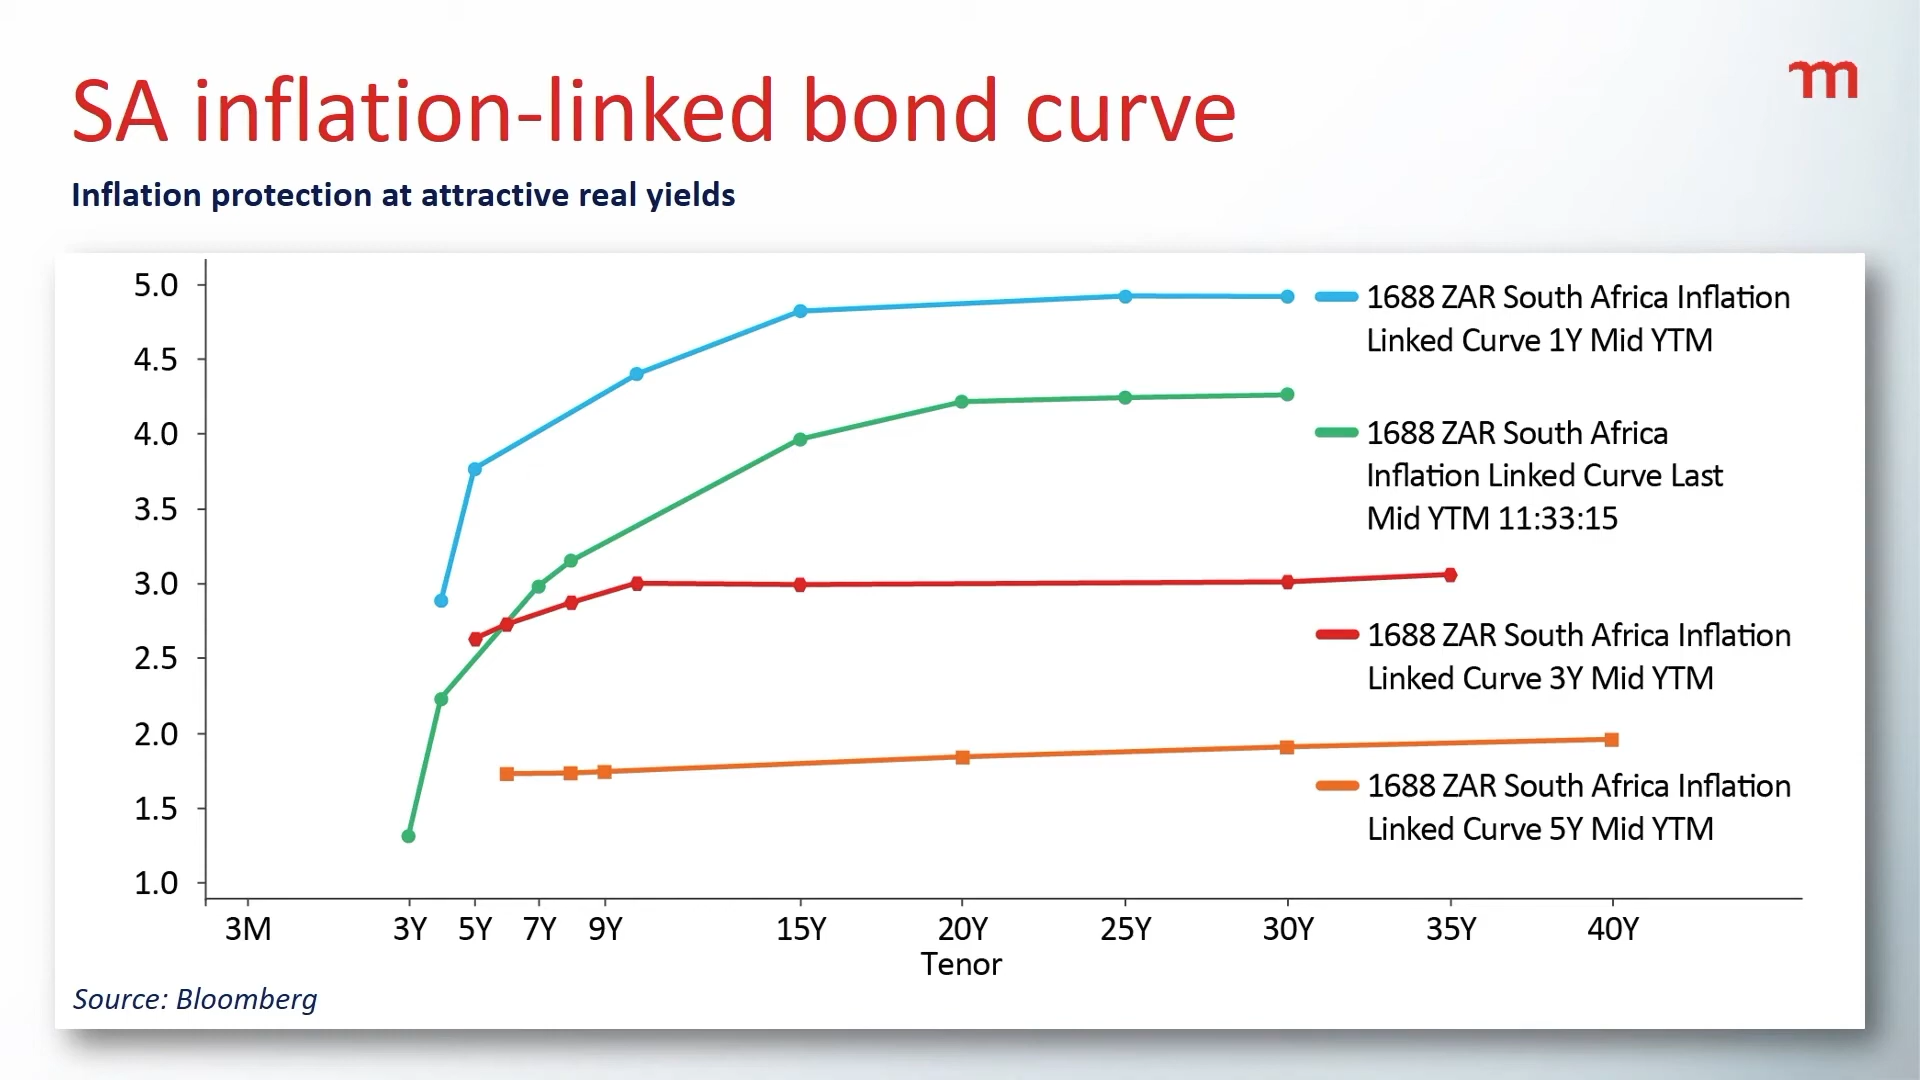 m
SA inflation-linked bond curve
Inflation protection at attractive real yields
5.0
4.5
4.0
3.5
3.0
2.5
2.0
1.5
1.0
1688 ZAR South Africa Inflation
Linked Curve 1Y Mid YTM
1688 ZAR South Africa
Inflation Linked Curve Last
Mid YTM 11:33:15
1688 ZAR South Africa Inflation
Linked Curve 3Y Mid YTM
1688 ZAR South Africa Inflation
Linked Curve 5Y Mid YTM
3M 3Y 5Y 7Y 9Y 15Y 20Y 25Y 30Y 35Y 40Y
Tenor
Source: Bloomberg